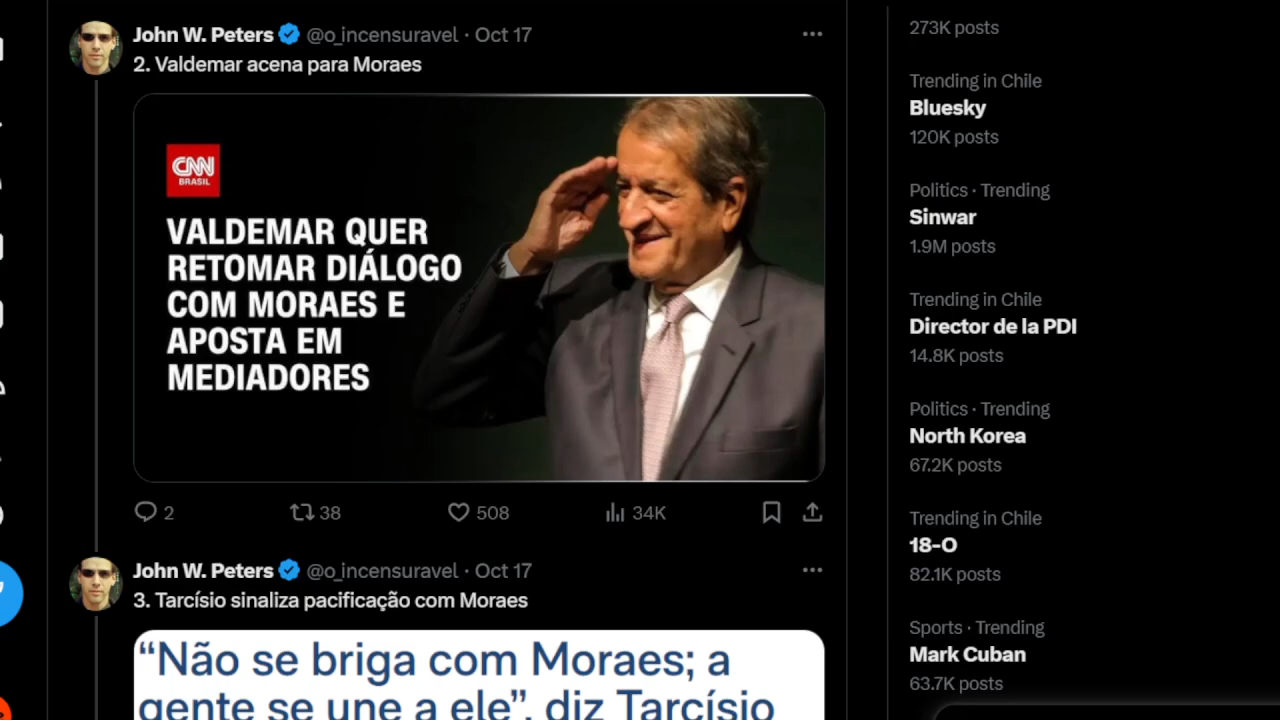 John W. Peters @o_incensuravel · Oct 17
2. Valdemar acena para Moraes
CNN
BRASIL
VALDEMAR QUER
RETOMAR DIÁLOGO
COM MORAES E
APOSTA EM
MEDIADORES
2 38 508 34K
John W. Peters @o_incensuravel · Oct 17
3. Tarcísio sinaliza pacificação com Moraes
“Não se briga com Moraes; a
gente se une a ele”, diz Tarcísio
273K posts
Trending in Chile
Bluesky
120K posts
Politics · Trending
Sinwar
1.9M posts
Trending in Chile
Director de la PDI
14.8K posts
Politics · Trending
North Korea
67.2K posts
Trending in Chile
18-O
82.1K posts
Sports · Trending
Mark Cuban
63.7K posts